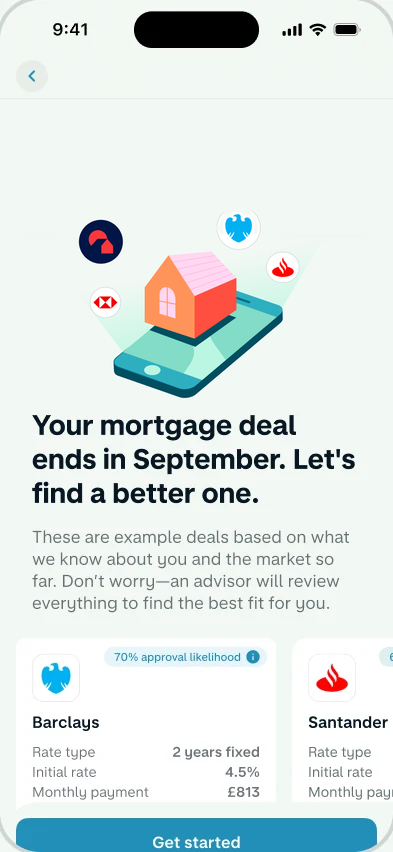 9:41
Your mortgage deal
ends in September. Let's
find a better one.
These are example deals based on what
we know about you and the market so
far. Don't worry—an advisor will review
everything to find the best fit for you.
70% approval likelihood
Barclays
Rate type 2 years fixed
Initial rate 4.5%
Monthly payment £813
Santander
Rate type
Initial rate
Monthly
Get started